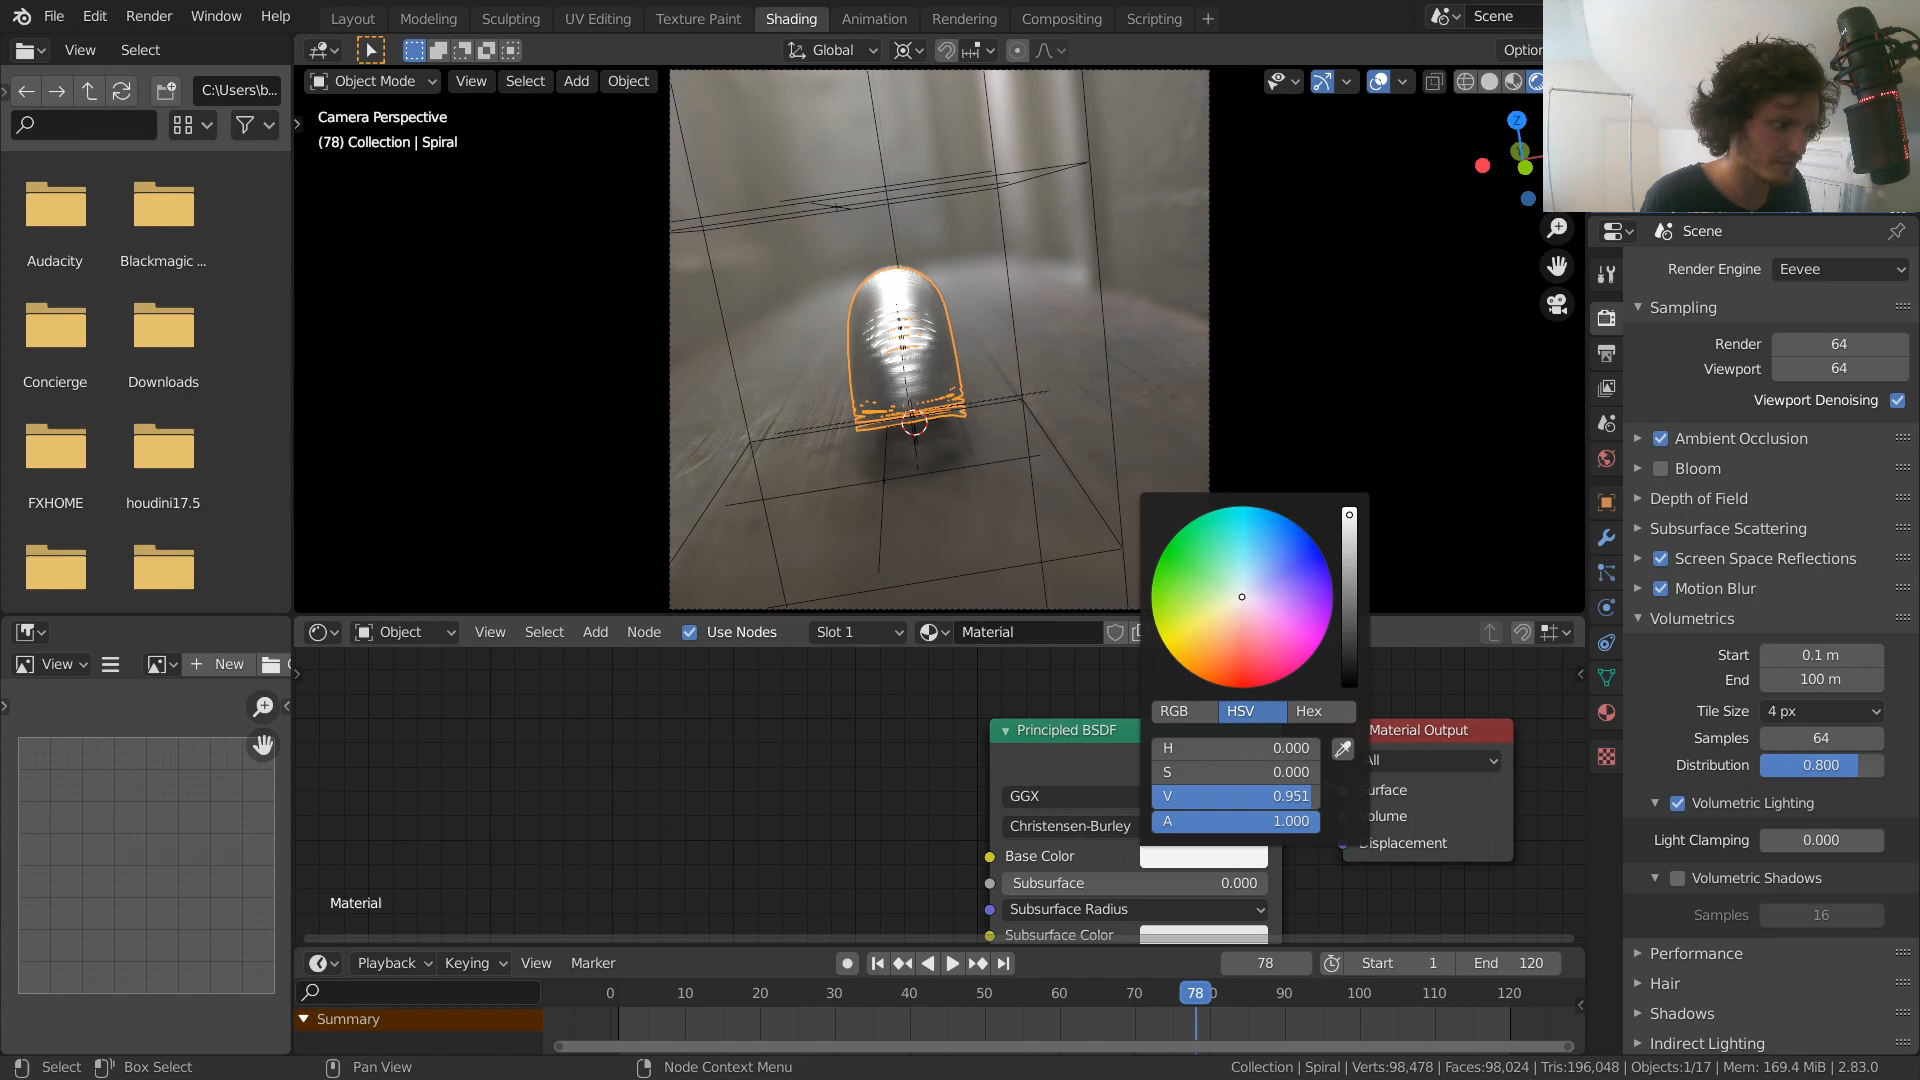 File Edit Render Window Help
Layout Modeling Sculpting UV Editing Texture Paint Shading Animation Rendering Compositing Scripting
Scene
View Select
Global
C:\Users\b...
Object Mode View Select Add Object
Camera Perspective
(78) Collection | Spiral
Z
Audacity
Blackmagic ...
Concierge
Downloads
FXHOME
houdini17.5
Scene
Render Engine Eevee
Sampling
Render 64
Viewport 64
Viewport Denoising
Ambient Occlusion
Bloom
Depth of Field
Subsurface Scattering
Screen Space Reflections
Motion Blur
Volumetrics
Start 0.1 m
End 100 m
Tile Size 4 px
Samples 64
Distribution 0.800
Volumetric Lighting
Light Clamping 0.000
Volumetric Shadows
Samples 16
Performance
Hair
Shadows
Indirect Lighting
View New
Object View Select Add Node Use Nodes Slot 1 Material
RGB HSV Hex
H 0.000
S 0.000
V 0.951
A 1.000
Principled BSDF
GGX
Christensen-Burley
Base Color
Subsurface 0.000
Subsurface Radius
Subsurface Color
Material Output
Displacement
Material
Playback Keying View Marker 78 Start 1 End 120
0 10 20 30 40 50 60 70 78 90 100 110 120
Summary
Select Box Select Pan View Node Context Menu
Collection | Spiral | Verts:98,478 | Faces:98,024 | Tris:196,048 | Objects:1/17 | Mem: 169.4 MiB | 2.83.0